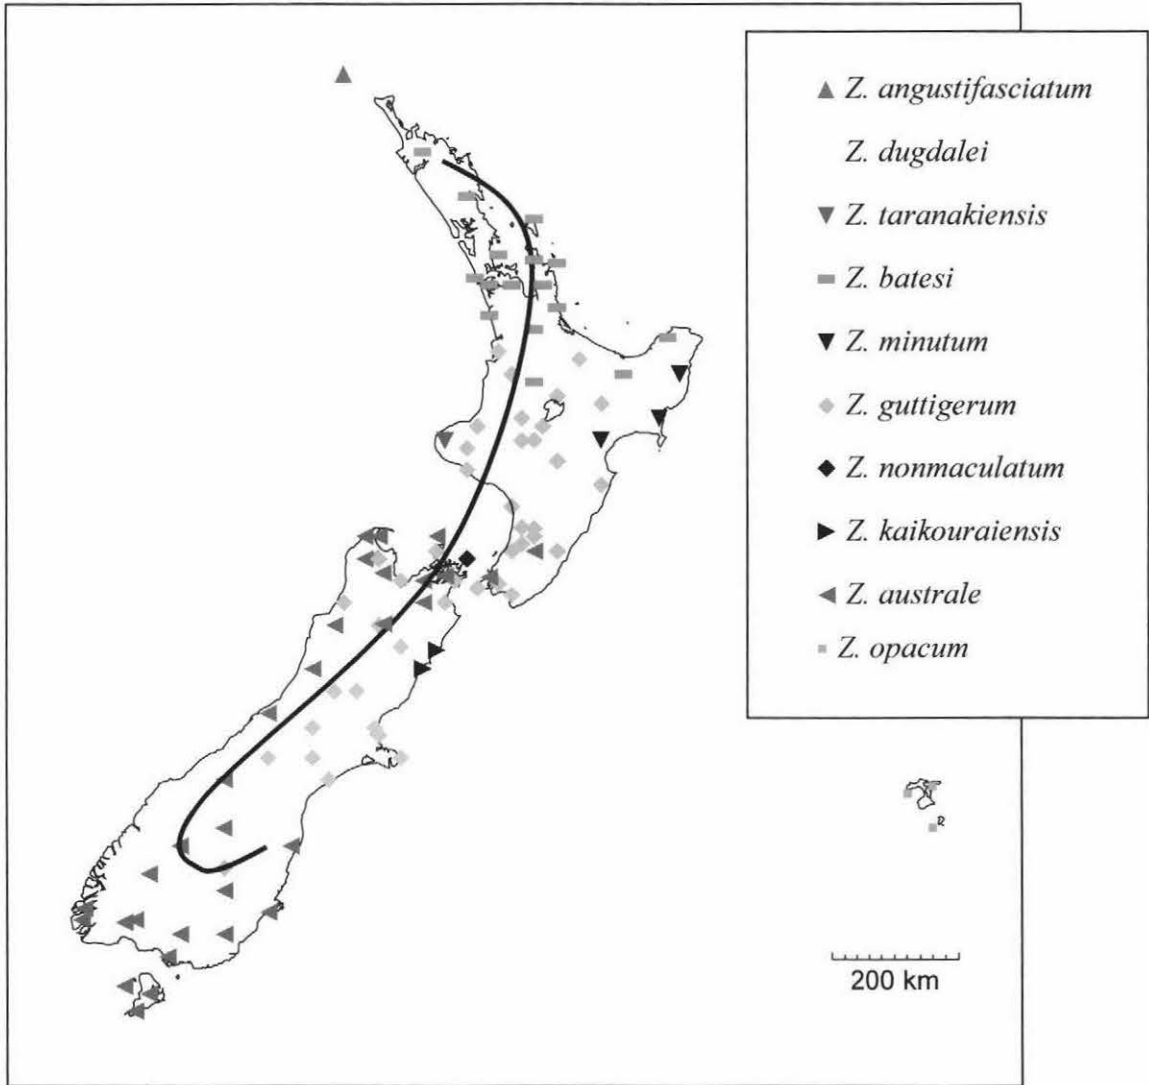 Z. angustifasciatum
Z. dugdalei
Z. taranakiensis
Z. batesi
Z. minutum
Z. guttigerum
Z. nonmaculatum
Z. kaikouraiensis
Z. australe
Z. opacum
200 km